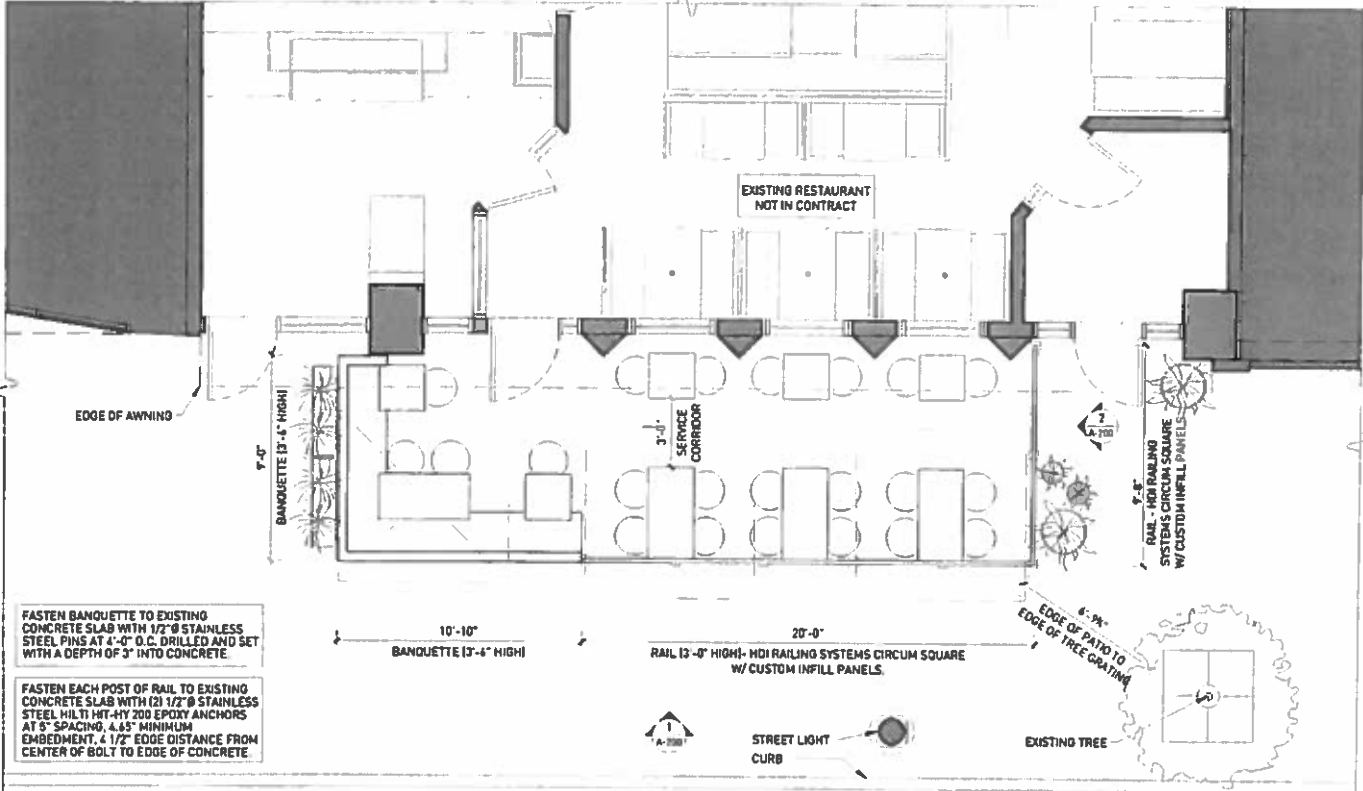 EXISTING RESTAURANT
NOT IN CONTRACT
EDGE OF AWNING
9'-0"
BANQUETTE (3'-6" HIGH)
3'-0"
SERVICE
CORRIDOR
2
A-200
9'-8"
RAIL - HDI RAILING
SYSTEMS CIRCUM SQUARE
W/ CUSTOM INFILL PANELS
FASTEN BANQUETTE TO EXISTING
CONCRETE SLAB WITH 1/2"Ø STAINLESS
STEEL PINS AT 4'-0" O.C. DRILLED AND SET
WITH A DEPTH OF 3" INTO CONCRETE
10'-10"
BANQUETTE (3'-6" HIGH)
20'-0"
RAIL (3'-0" HIGH)- HDI RAILING SYSTEMS CIRCUM SQUARE
W/ CUSTOM INFILL PANELS.
EDGE OF PATIO TO
EDGE OF TREE GRATING
FASTEN EACH POST OF RAIL TO EXISTING
CONCRETE SLAB WITH (2) 1/2"Ø STAINLESS
STEEL HILTI HIT-HY 200 EPOXY ANCHORS
AT 5" SPACING, 4.65" MINIMUM
EMBEDMENT, 4 1/2" EDGE DISTANCE FROM
CENTER OF BOLT TO EDGE OF CONCRETE
1
A-200
STREET LIGHT
CURB
EXISTING TREE